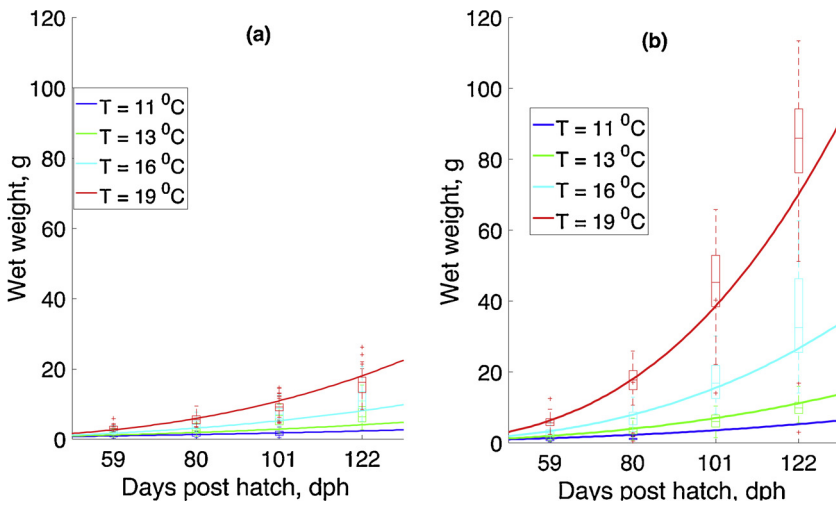 (a)
120
100
80
60
40
20
0
Wet weight, g
T = 11 ⁰C
T = 13 ⁰C
T = 16 ⁰C
T = 19 ⁰C
59 80 101 122
Days post hatch, dph
(b)
120
100
80
60
40
20
0
Wet weight, g
T = 11 ⁰C
T = 13 ⁰C
T = 16 ⁰C
T = 19 ⁰C
59 80 101 122
Days post hatch, dph